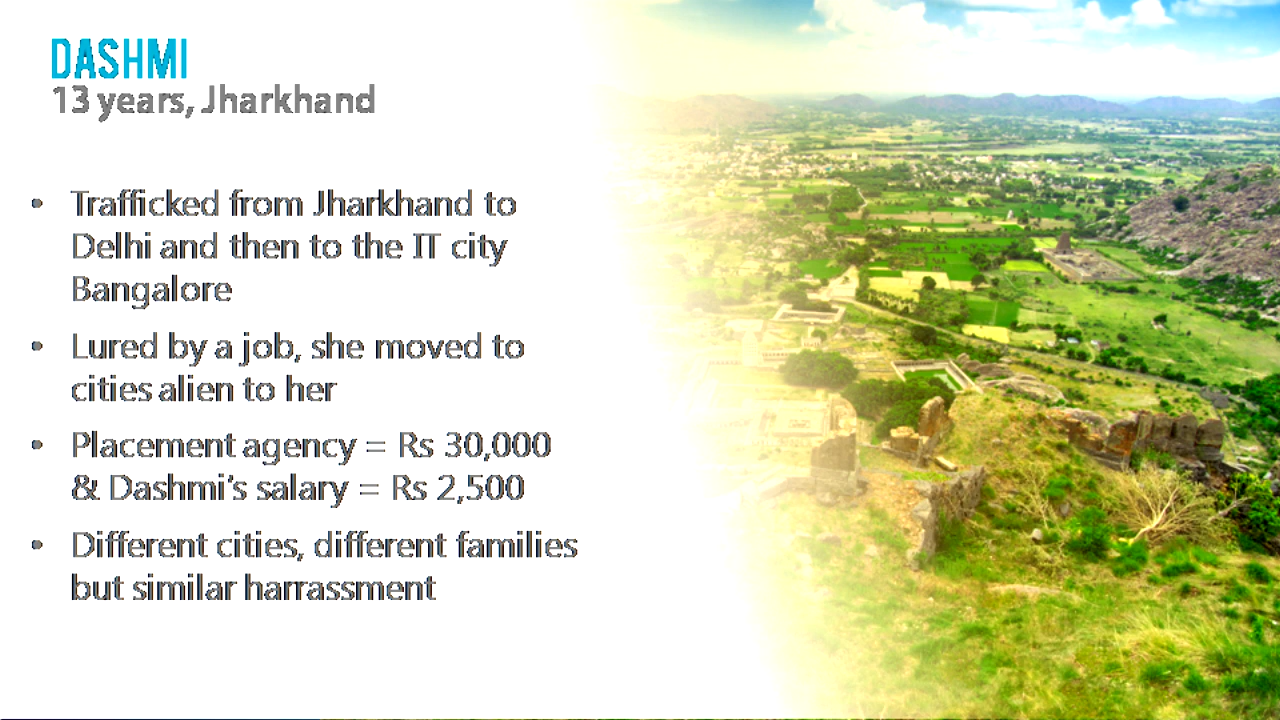 DASHMI
13 years, Jharkhand
• Trafficked from Jharkhand to
Delhi and then to the IT city
Bangalore
• Lured by a job, she moved to
cities alien to her
• Placement agency = Rs 30,000
& Dashmi's salary = Rs 2,500
• Different cities, different families
but similar harrassment